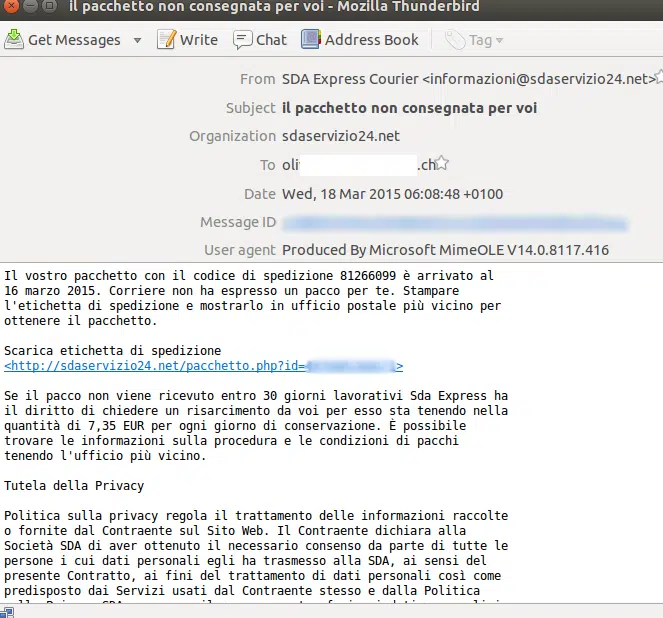 il pacchetto non consegnata per voi - Mozilla Thunderbird
Get Messages Write Chat Address Book Tag
From SDA Express Courier <informazioni@sdaservizio24.net>
Subject il pacchetto non consegnata per voi
Organization sdaservizio24.net
To oli .ch
Date Wed, 18 Mar 2015 06:08:48 +0100
Message ID
User agent Produced By Microsoft MimeOLE V14.0.8117.416
Il vostro pacchetto con il codice di spedizione 81266099 è arrivato al
16 marzo 2015. Corriere non ha espresso un pacco per te. Stampare
l'etichetta di spedizione e mostrarlo in ufficio postale più vicino per
ottenere il pacchetto.
Scarica etichetta di spedizione
<http://sdaservizio24.net/pacchetto.php?id= >
Se il pacco non viene ricevuto entro 30 giorni lavorativi Sda Express ha
il diritto di chiedere un risarcimento da voi per esso sta tenendo nella
quantità di 7,35 EUR per ogni giorno di conservazione. È possibile
trovare le informazioni sulla procedura e le condizioni di pacchi
tenendo l'ufficio più vicino.
Tutela della Privacy
Politica sulla privacy regola il trattamento delle informazioni raccolte
o fornite dal Contraente sul Sito Web. Il Contraente dichiara alla
Società SDA di aver ottenuto il necessario consenso da parte di tutte le
persone i cui dati personali egli ha trasmesso alla SDA, ai sensi del
presente Contratto, ai fini del trattamento di dati personali così come
predisposto dai Servizi usati dal Contraente stesso e dalla Politica